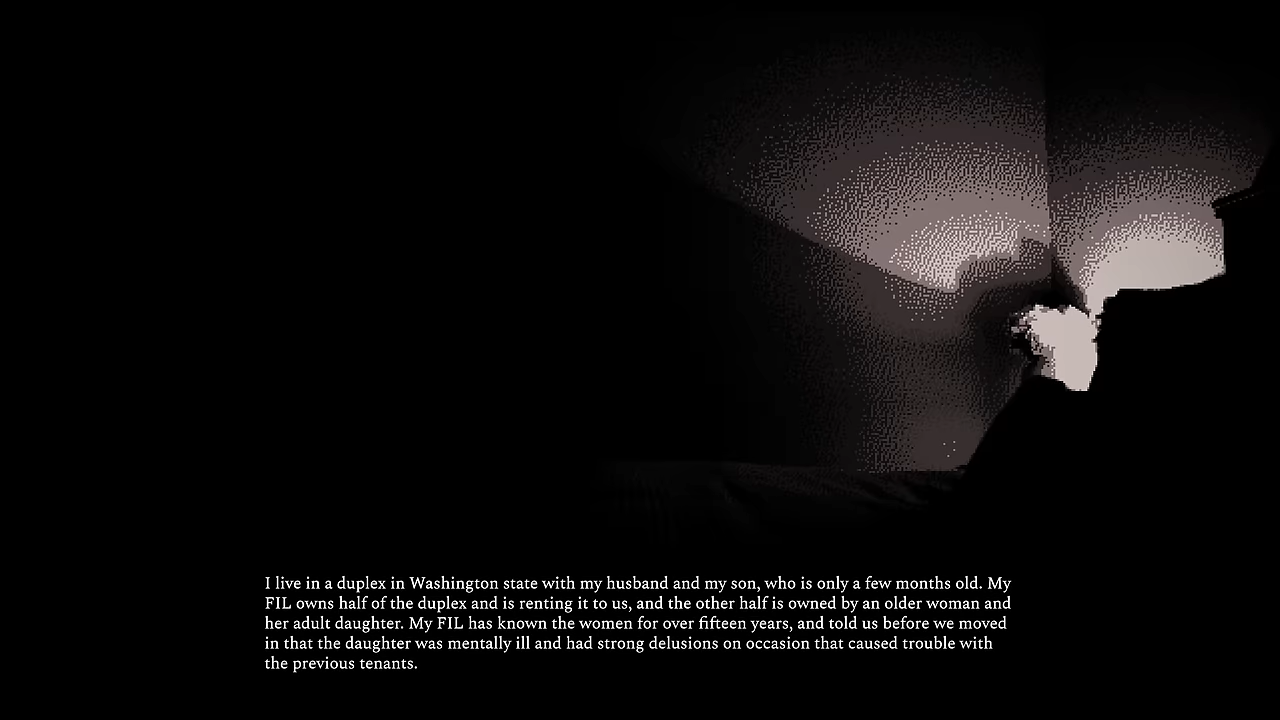 I live in a duplex in Washington state with my husband and my son, who is only a few months old. My
FIL owns half of the duplex and is renting it to us, and the other half is owned by an older woman and
her adult daughter. My FIL has known the women for over fifteen years, and told us before we moved
in that the daughter was mentally ill and had strong delusions on occasion that caused trouble with
the previous tenants.